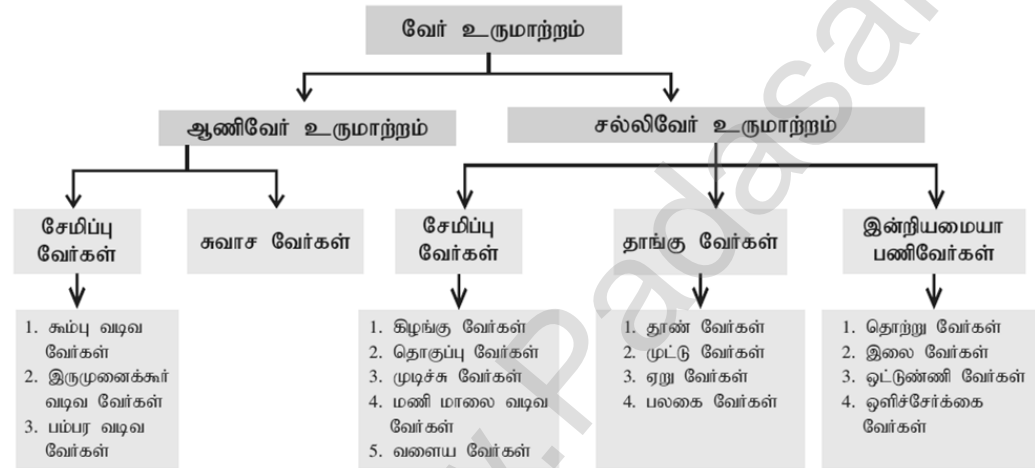 வேர் உருமாற்றம்
ஆணிவேர் உருமாற்றம்
சல்லிவேர் உருமாற்றம்
சேமிப்பு
வேர்கள்
சுவாச வேர்கள்
சேமிப்பு
வேர்கள்
தாங்கு வேர்கள்
இன்றியமையா
பணிவேர்கள்
1. கூம்பு வடிவ
வேர்கள்
2. இருமுனைக்கூர்
வடிவ வேர்கள்
3. பம்பர வடிவ
வேர்கள்
1. கிழங்கு வேர்கள்
2. தொகுப்பு வேர்கள்
3. முடிச்சு வேர்கள்
4. மணி மாலை வடிவ
வேர்கள்
5. வளைய வேர்கள்
1. தூண் வேர்கள்
2. முட்டு வேர்கள்
3. ஏறு வேர்கள்
4. பலகை வேர்கள்
1. தொற்று வேர்கள்
2. இலை வேர்கள்
3. ஒட்டுண்ணி வேர்கள்
4. ஒளிச்சேர்க்கை
வேர்கள்
w.Padasa